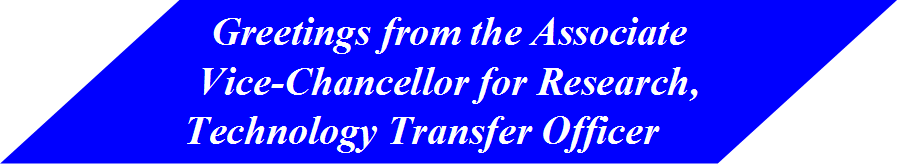 Greetings from the Associate
Vice-Chancellor for Research,
Technology Transfer Officer